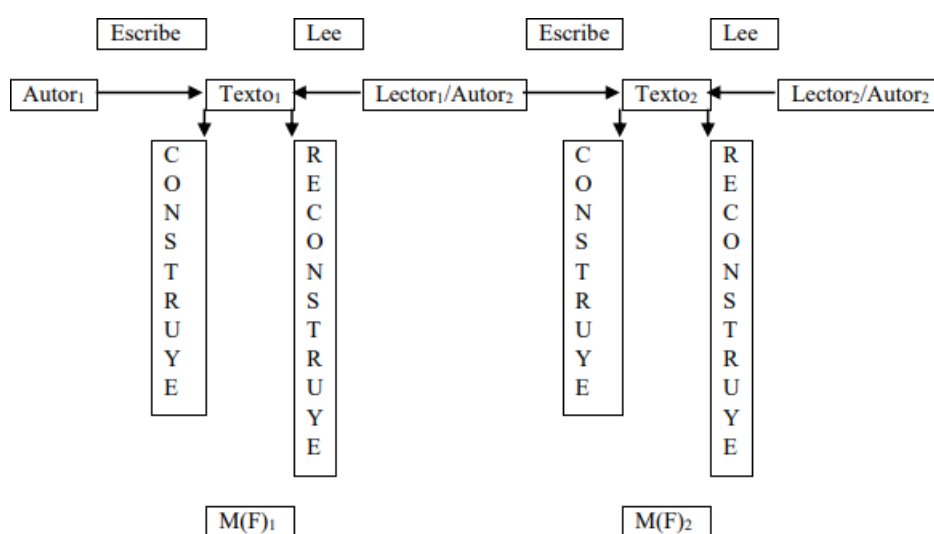 Escribe Lee Escribe Lee
Autor₁ Texto₁ Lector₁/Autor₂ Texto₂ Lector₂/Autor₂
CONSTRUYE
RECONSTRUYE
CONSTRUYE
RECONSTRUYE
M(F)₁ M(F)₂